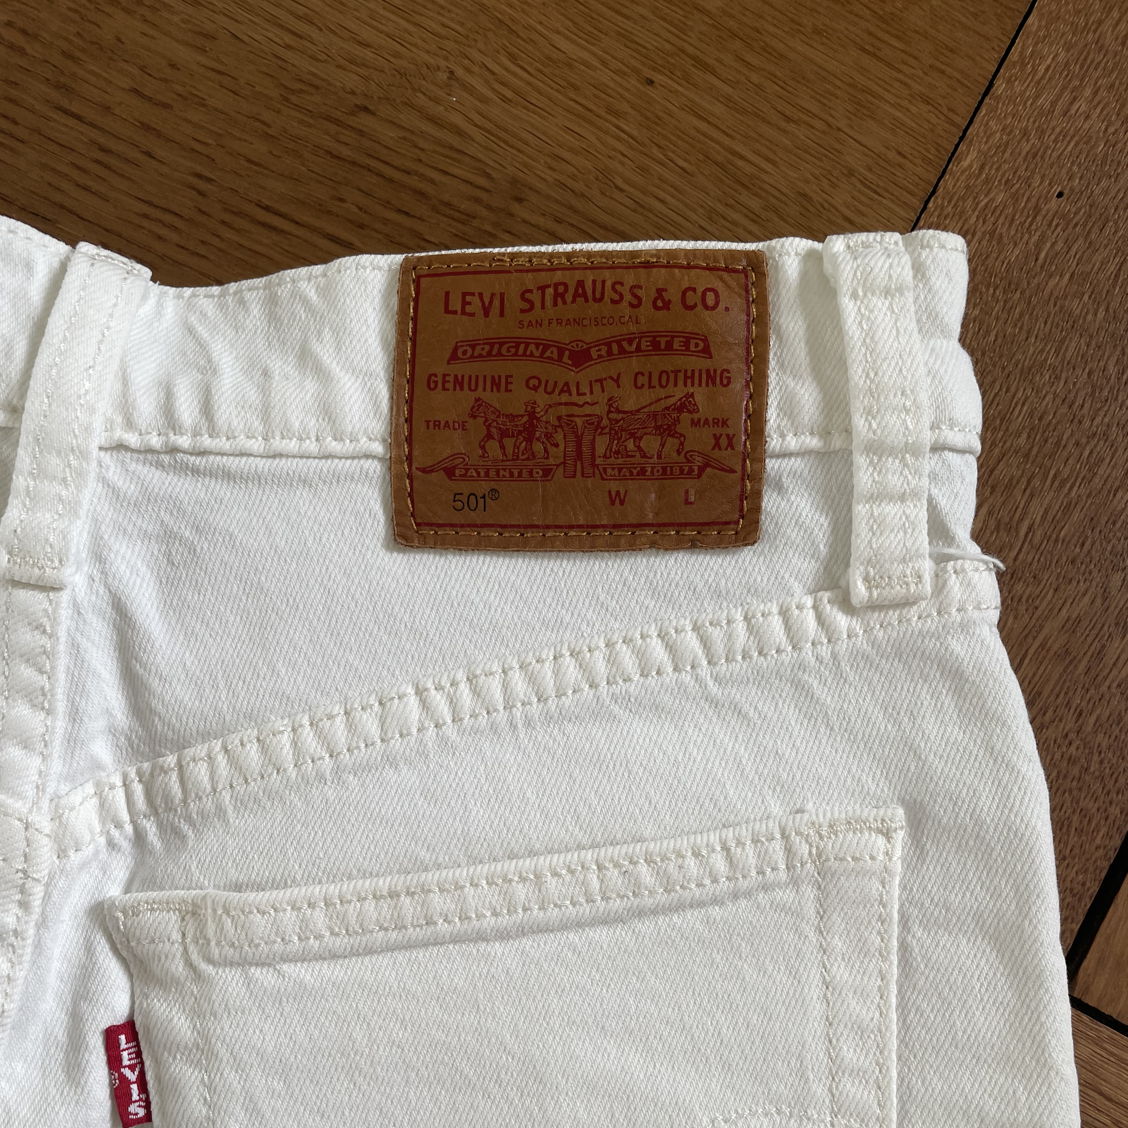 LEVI STRAUSS & CO.
SAN FRANCISCO, CAL.
ORIGINAL RIVETED
GENUINE QUALITY CLOTHING
TRADE MARK
XX
PATENTED MAY 20 1873
501® W L
LEVI'S
®